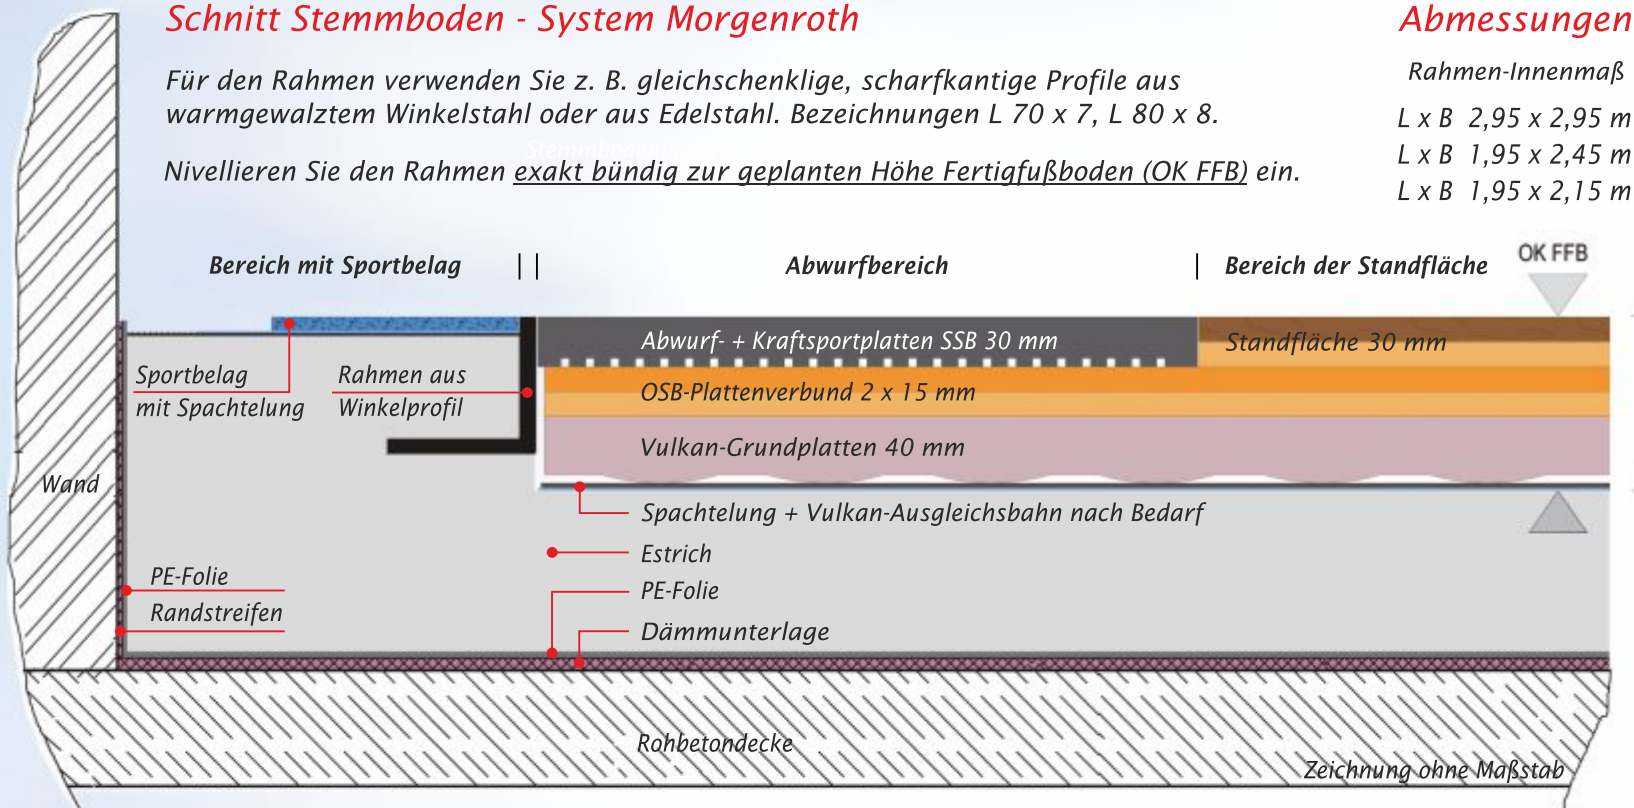 Schnitt Stemmboden - System Morgenroth
Für den Rahmen verwenden Sie z. B. gleichschenklige, scharfkantige Profile aus
warmgewalztem Winkelstahl oder aus Edelstahl. Bezeichnungen L 70 x 7, L 80 x 8.
Stemmboden
Nivellieren Sie den Rahmen exakt bündig zur geplanten Höhe Fertigfußboden (OK FFB) ein.
Abmessungen
Rahmen-Innenmaß
L x B 2,95 x 2,95 m
L x B 1,95 x 2,45 m
L x B 1,95 x 2,15 m
Bereich mit Sportbelag
Abwurfbereich
Bereich der Standfläche
OK FFB
Abwurf- + Kraftsportplatten SSB 30 mm
Standfläche 30 mm
Sportbelag
mit Spachtelung
Rahmen aus
Winkelprofil
OSB-Plattenverbund 2 x 15 mm
Vulkan-Grundplatten 40 mm
Wand
Spachtelung + Vulkan-Ausgleichsbahn nach Bedarf
Estrich
PE-Folie
Dämmunterlage
PE-Folie
Randstreifen
Rohbetondecke
Zeichnung ohne Maßstab